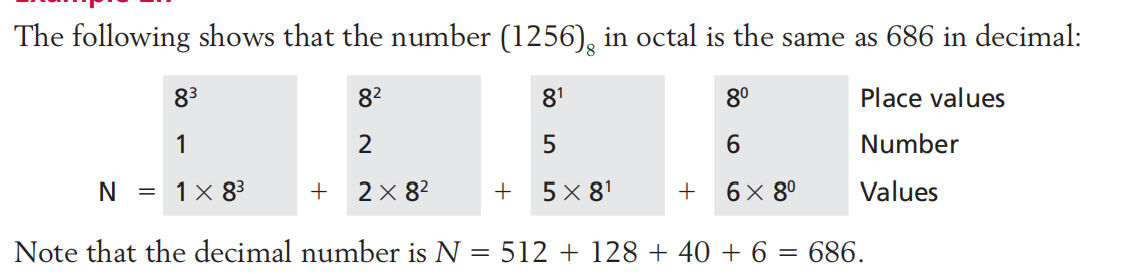 The following shows that the number (1256)₈ in octal is the same as 686 in decimal:
8³ 8² 8¹ 8⁰ Place values
1 2 5 6 Number
N = 1 × 8³ + 2 × 8² + 5 × 8¹ + 6 × 8⁰ Values
Note that the decimal number is N = 512 + 128 + 40 + 6 = 686.